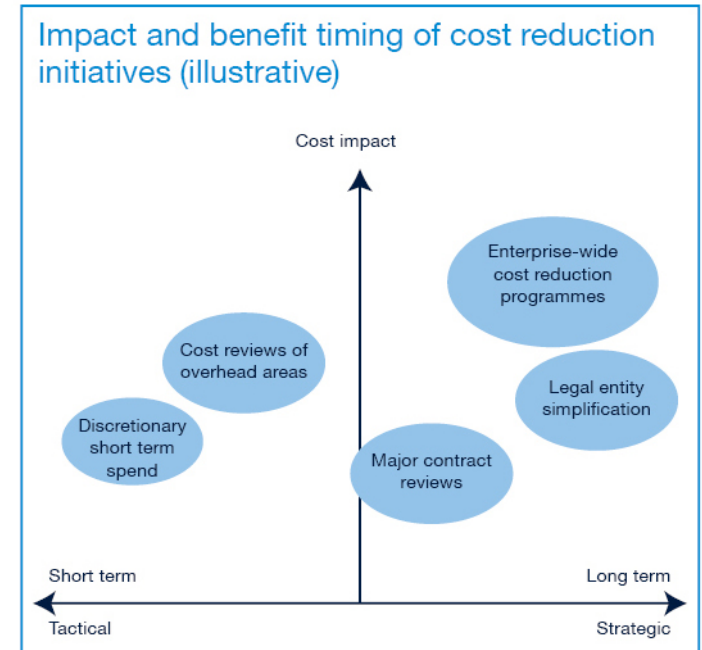 Impact and benefit timing of cost reduction
initiatives (illustrative)
Cost impact
Enterprise-wide
cost reduction
programmes
Cost reviews of
overhead areas
Legal entity
simplification
Discretionary
short term
spend
Major contract
reviews
Short term
Long term
Tactical
Strategic